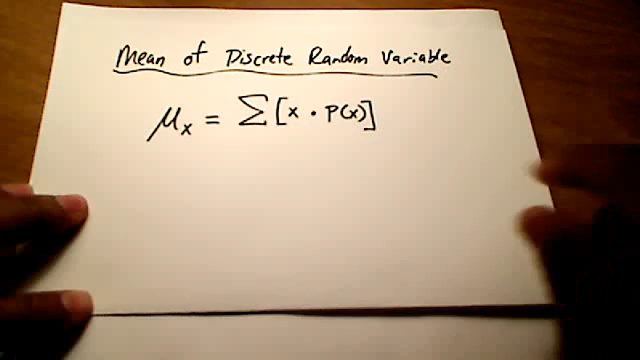 Mean of Discrete Random Variable
μx = Σ [x · P(x)]